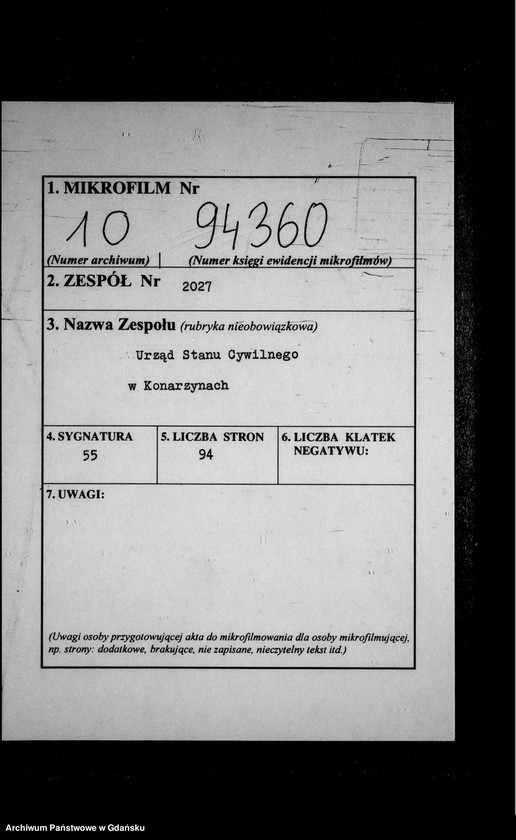 1. MIKROFILM Nr
10 94360
(Numer archiwum) | (Numer księgi ewidencji mikrofilmów)
2. ZESPÓŁ Nr 2027
3. Nazwa Zespołu (rubryka nieobowiązkowa)
Urząd Stanu Cywilnego
w Konarzynach
4. SYGNATURA 5. LICZBA STRON 6. LICZBA KLATEK
NEGATYWU:
55 94
7. UWAGI:
(Uwagi osoby przygotowującej akta do mikrofilmowania dla osoby mikrofilmującej,
np. strony: dodatkowe, brakujące, nie zapisane, nieczytelny tekst itd.)
Archiwum Państwowe w Gdańsku